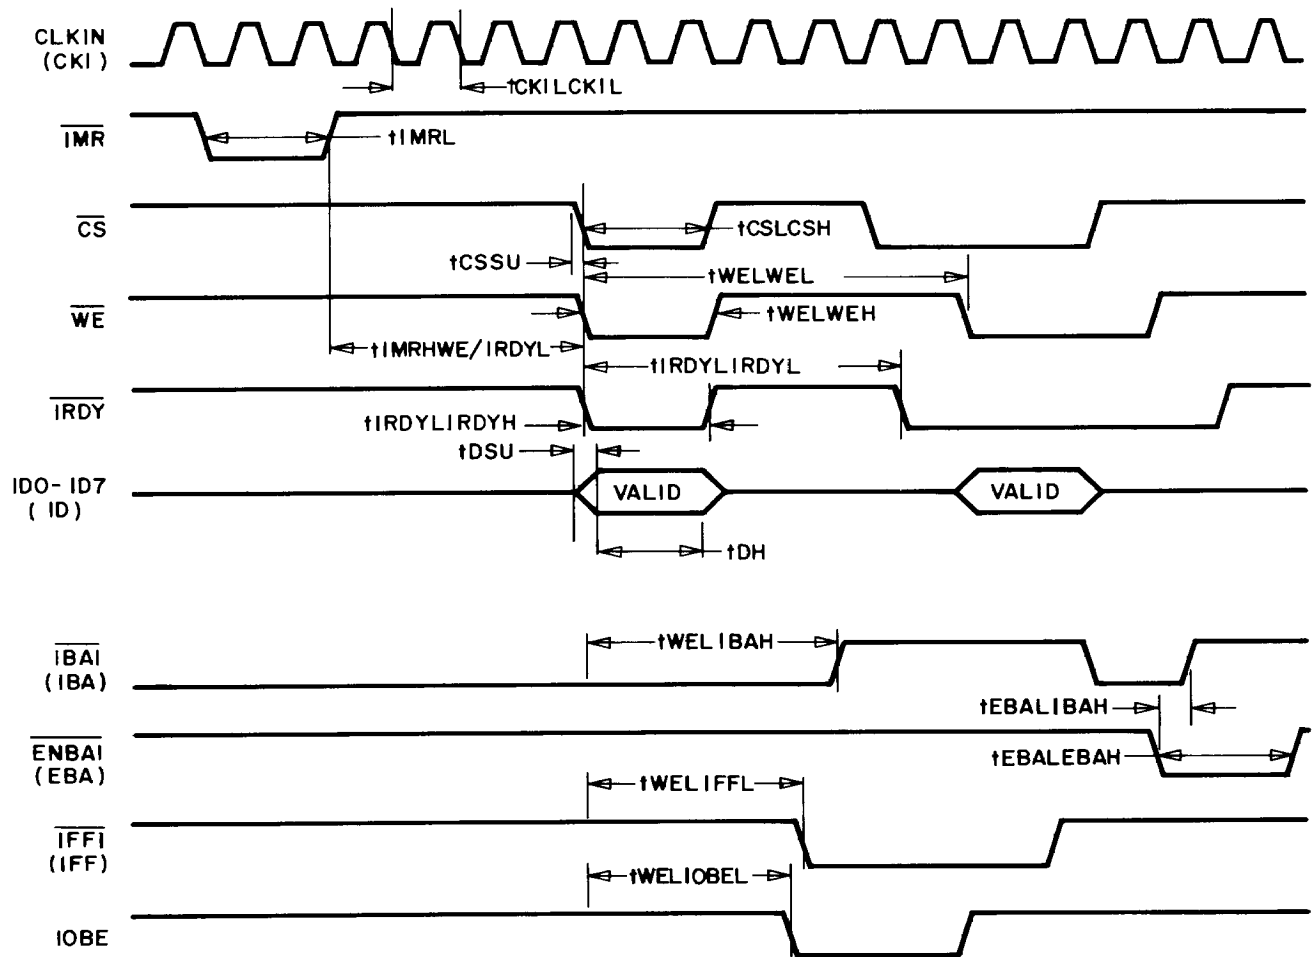 CLKIN
(CKI)
tCKILCKIL
IMR
tIMRL
CS
tCSLCSH
tCSSU
tWELWEL
WE
tWELWEH
tIMRHWE/IRDYL
tIRDYLIRDYL
IRDY
tIRDYLIRDYH
tDSU
ID0-ID7
(ID)
VALID
VALID
tDH
tWELIBAH
IBAI
(IBA)
tEBALIBAH
ENBAI
(EBA)
tEBALEBAH
tWELIFFL
IFFI
(IFF)
tWELIOBEL
IOBE